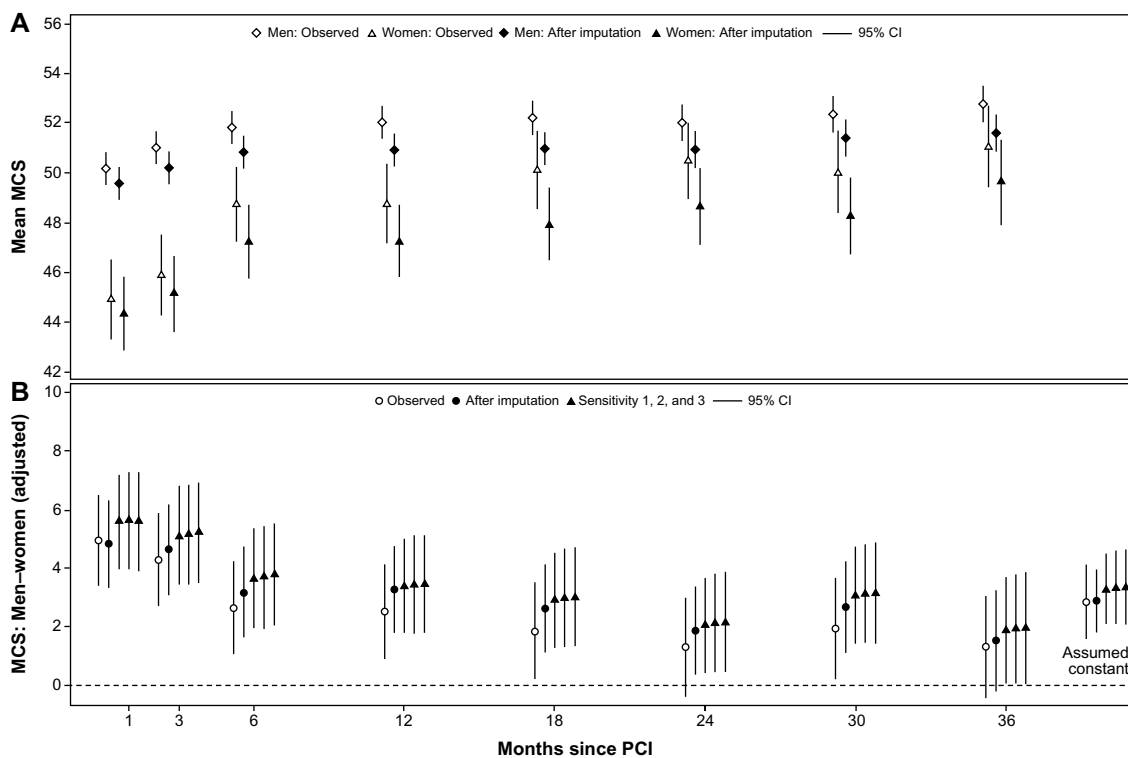 A
Men: Observed Women: Observed Men: After imputation Women: After imputation 95% CI
Mean MCS
56
54
52
50
48
46
44
42
B
Observed After imputation Sensitivity 1, 2, and 3 95% CI
MCS: Men–women (adjusted)
10
8
6
4
2
0
Assumed
constant
1 3 6 12 18 24 30 36
Months since PCI